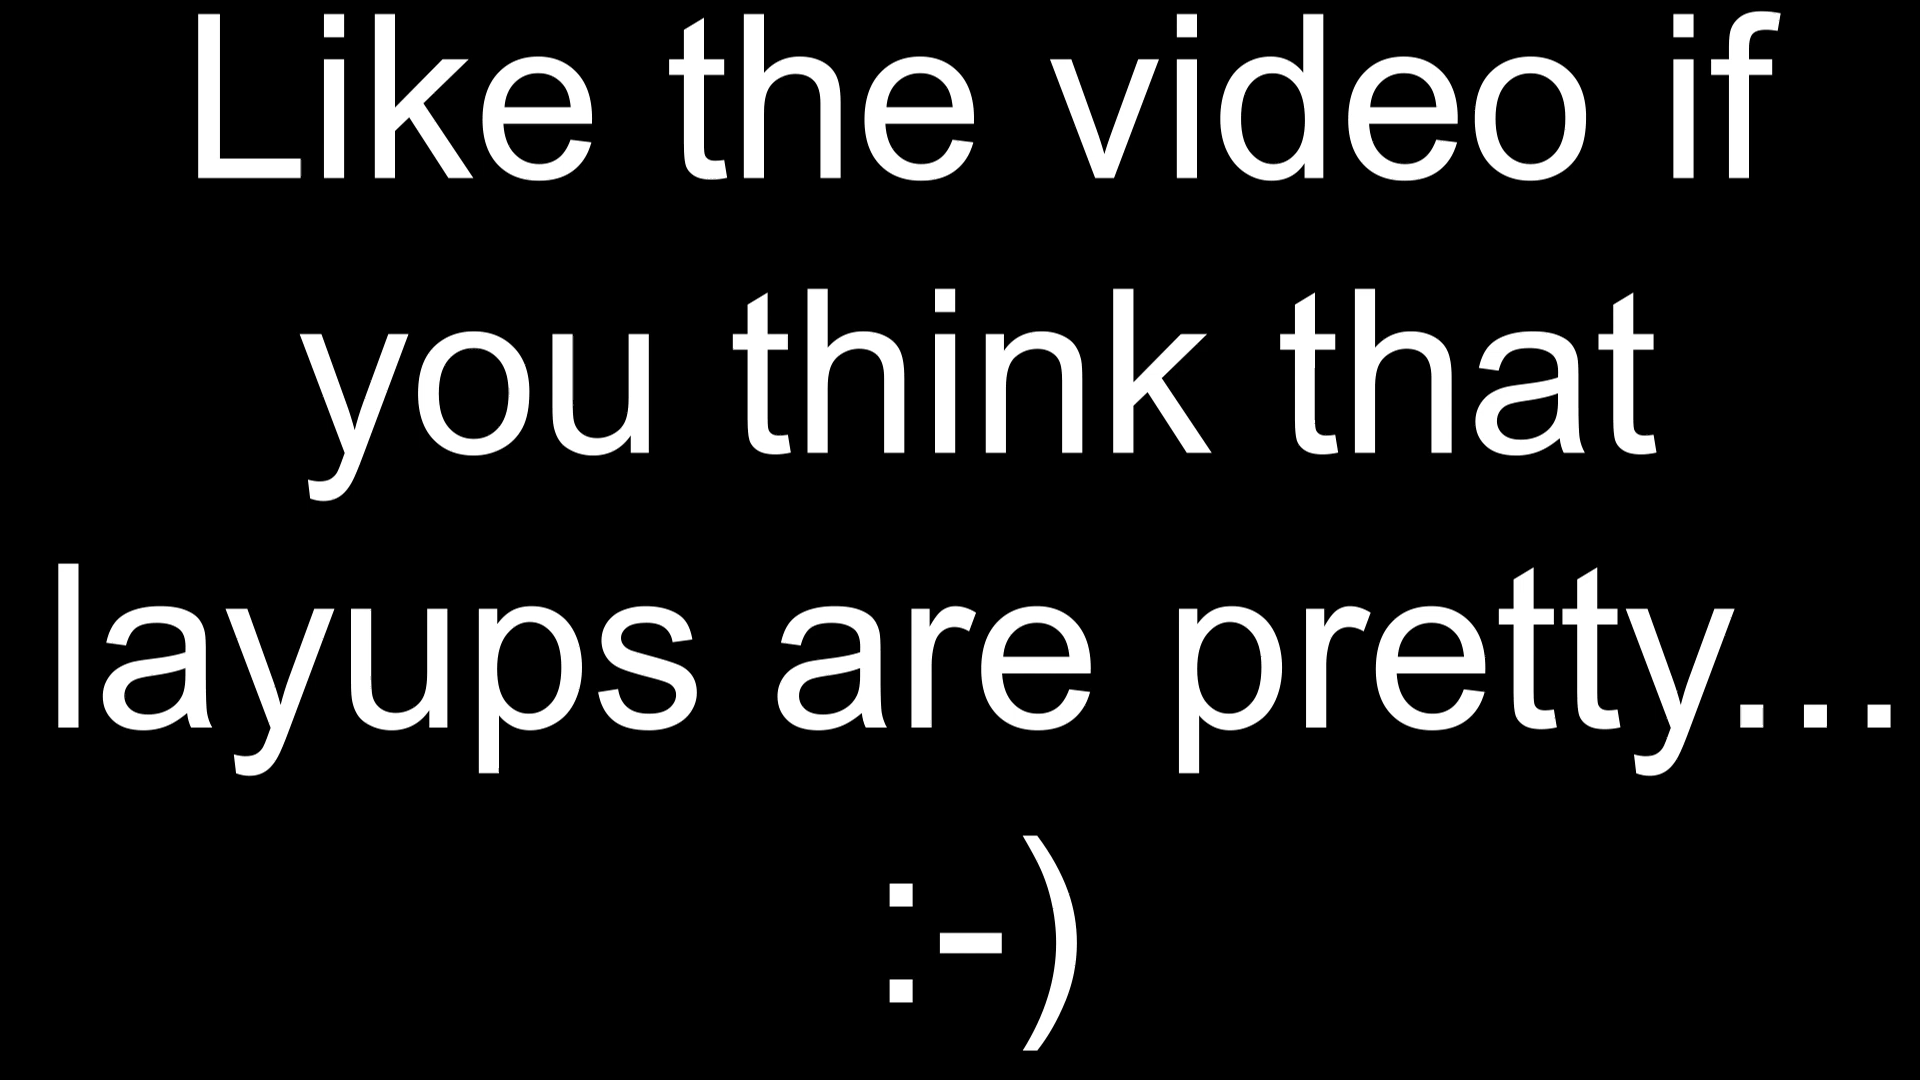 Like the video if
you think that
layups are pretty...
:-)